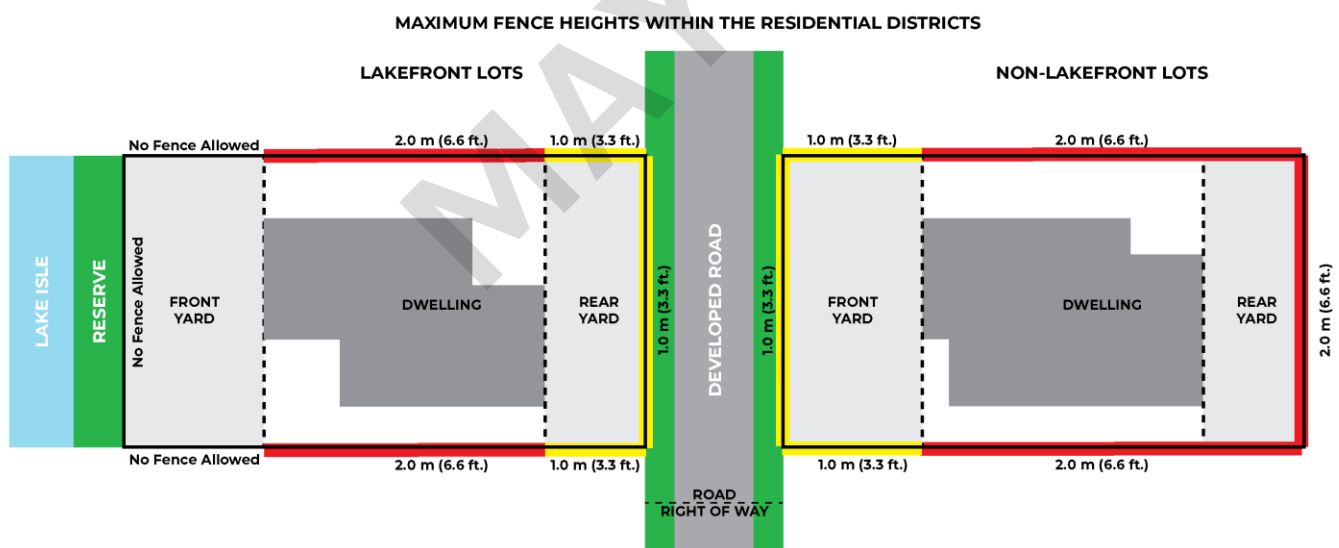 MAXIMUM FENCE HEIGHTS WITHIN THE RESIDENTIAL DISTRICTS
LAKEFRONT LOTS
NON-LAKEFRONT LOTS
MAY
No Fence Allowed
2.0 m (6.6 ft.)
1.0 m (3.3 ft.)
1.0 m (3.3 ft.)
2.0 m (6.6 ft.)
LAKE ISLE
RESERVE
No Fence Allowed
FRONT
YARD
DWELLING
REAR
YARD
1.0 m (3.3 ft.)
DEVELOPED ROAD
1.0 m (3.3 ft.)
FRONT
YARD
DWELLING
REAR
YARD
2.0 m (6.6 ft.)
No Fence Allowed
2.0 m (6.6 ft.)
1.0 m (3.3 ft.)
1.0 m (3.3 ft.)
2.0 m (6.6 ft.)
ROAD
RIGHT OF WAY